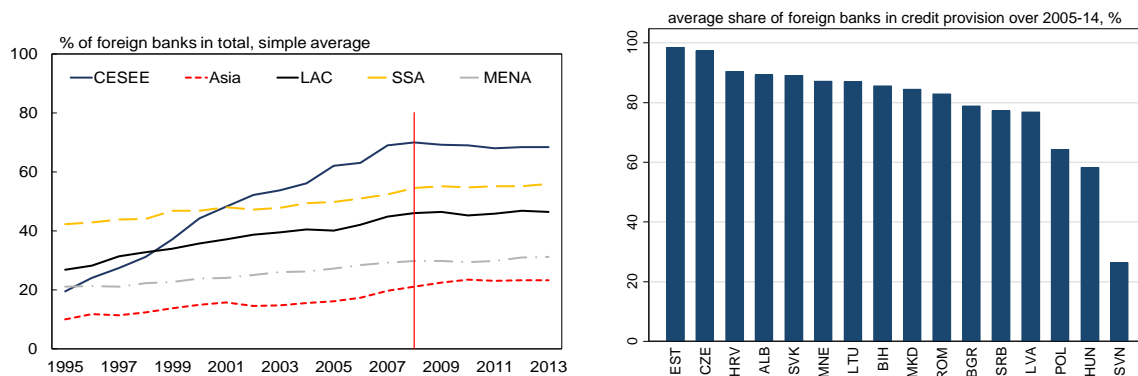 % of foreign banks in total, simple average
100
CESEE Asia LAC SSA MENA
80
60
40
20
0
1995 1997 1999 2001 2003 2005 2007 2009 2011 2013
average share of foreign banks in credit provision over 2005-14, %
100
80
60
40
20
0
EST CZE HRV ALB SVK MNE LTU BIH MKD ROM BGR SRB LVA POL HUN SVN